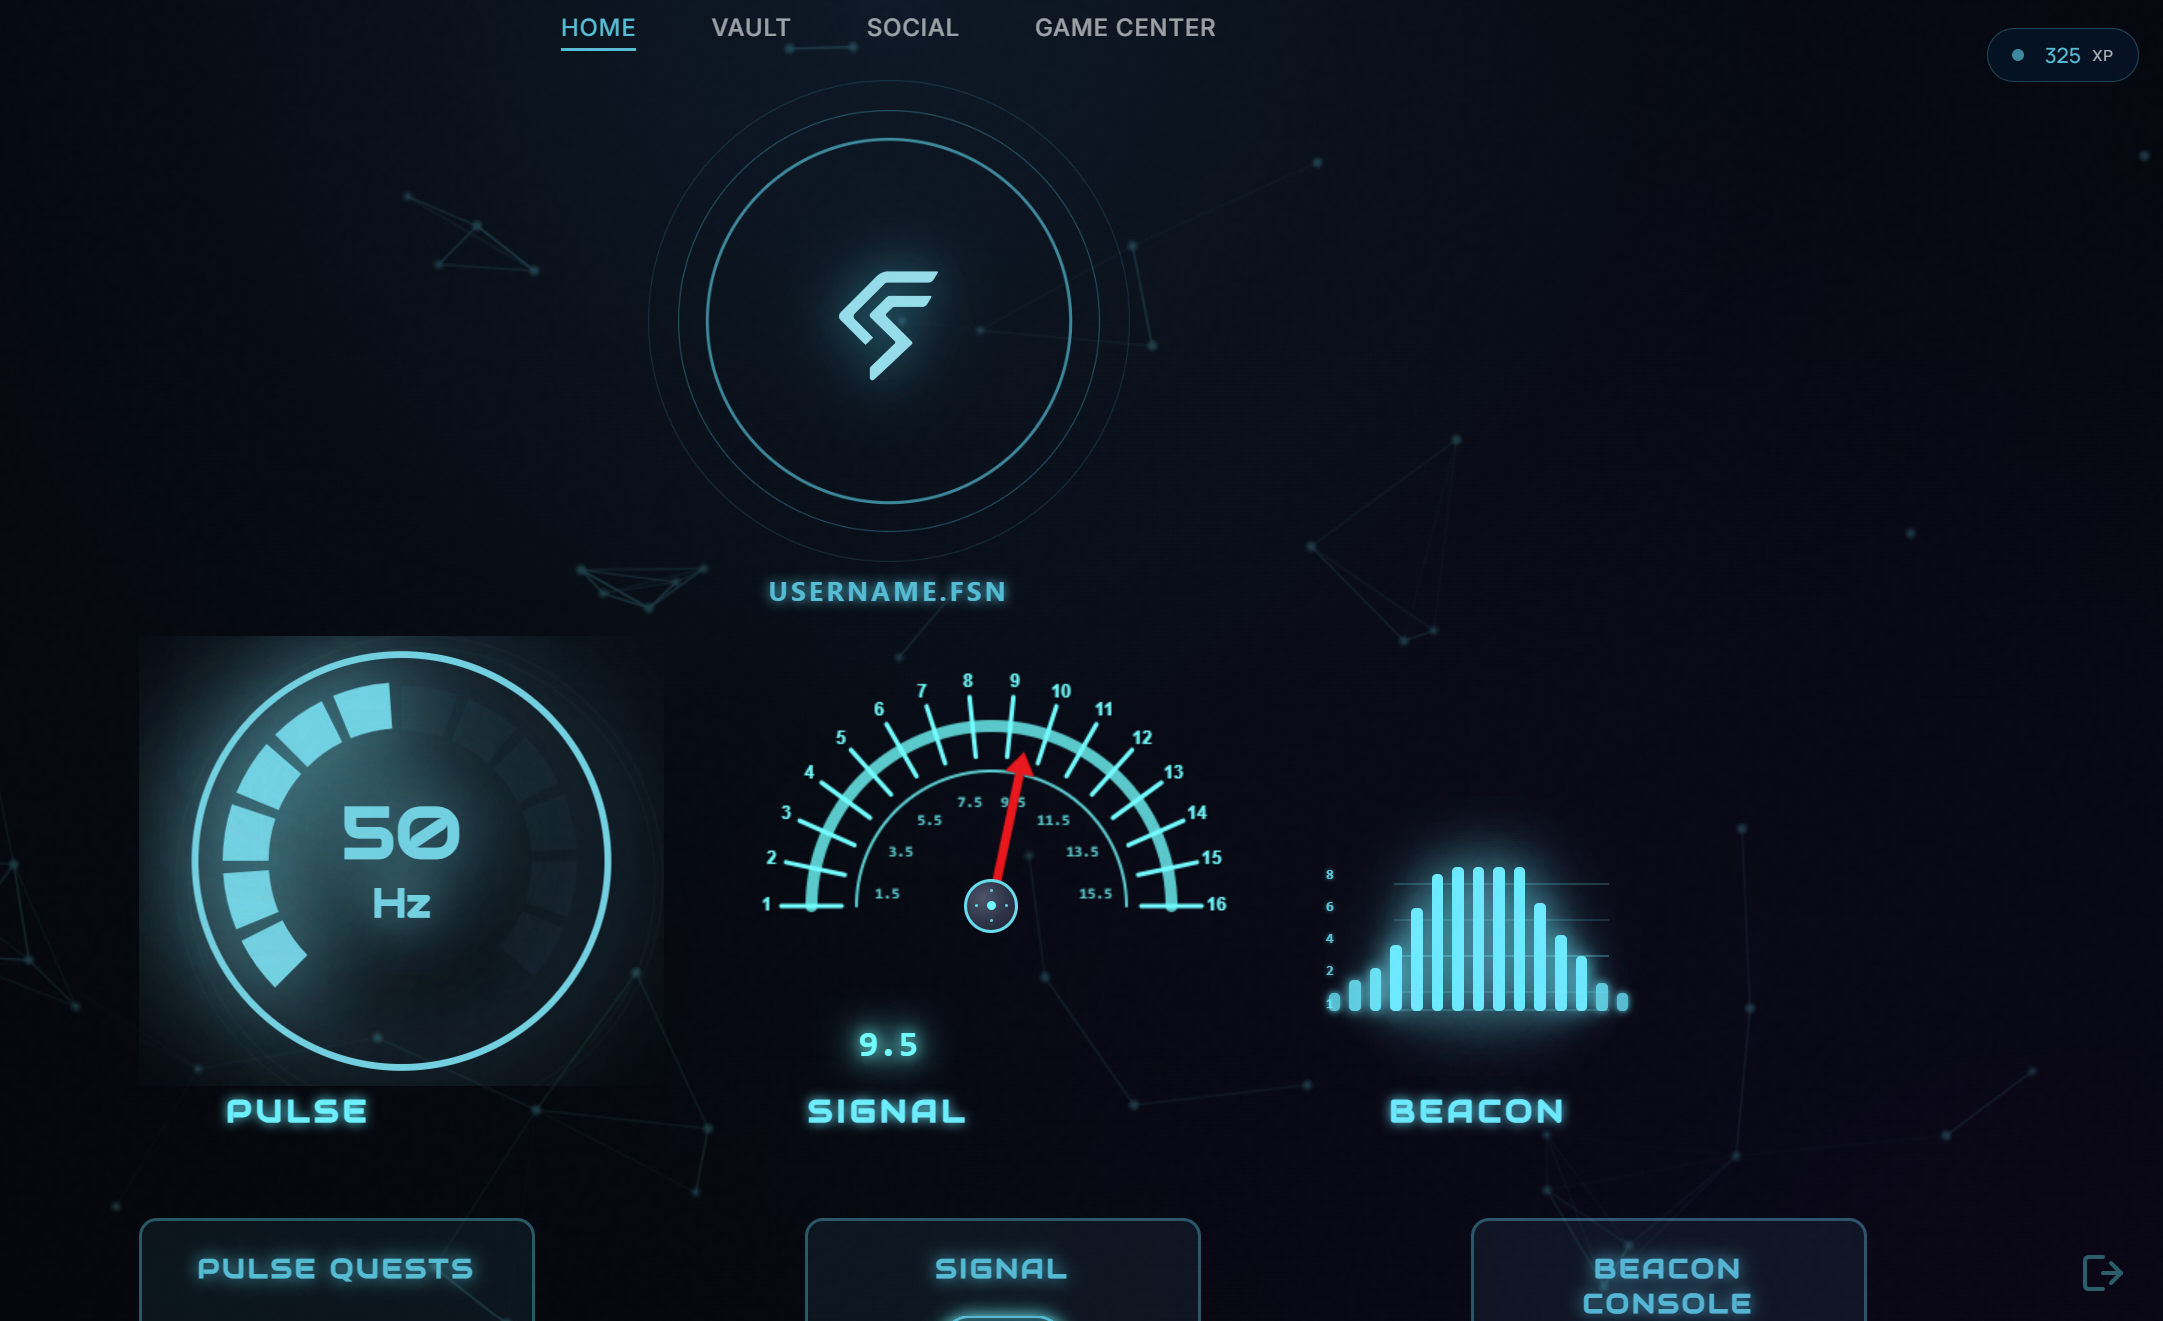 HOME VAULT SOCIAL GAME CENTER
325 XP
USERNAME.FSN
50
Hz
PULSE
1 2 3 4 5 6 7 8 9 10 11 12 13 14 15 16
1.5 3.5 5.5 7.5 9.5 11.5 13.5 15.5
9.5
SIGNAL
8
6
4
2
1
BEACON
PULSE QUESTS
SIGNAL
BEACON
CONSOLE